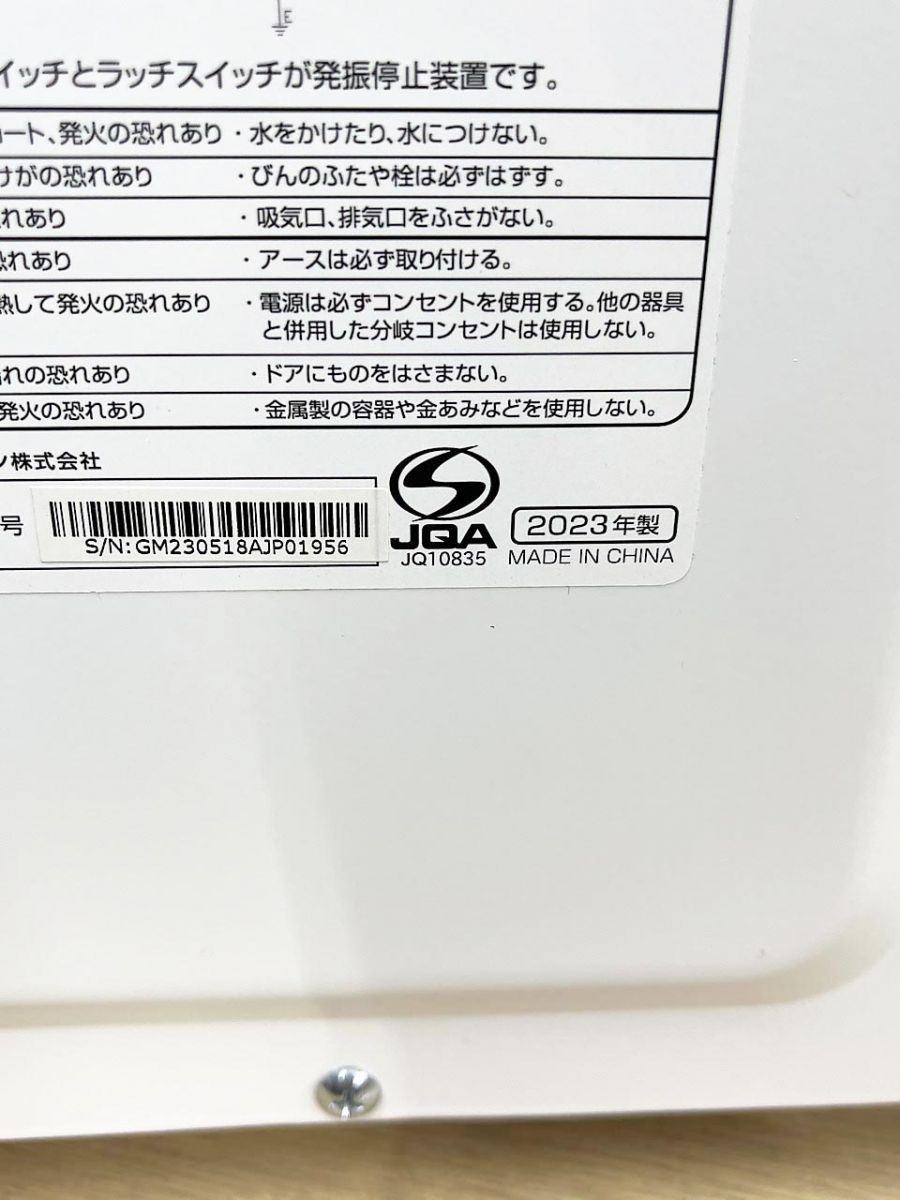 E
イッチとラッチスイッチが発振停止装置です。
ート、発火の恐れあり ・水をかけたり、水につけない。
けがの恐れあり ・びんのふたや栓は必ずはずす。
れあり ・吸気口、排気口をふさがない。
恐れあり ・アースは必ず取り付ける。
熱して発火の恐れあり ・電源は必ずコンセントを使用する。他の器具
と併用した分岐コンセントは使用しない。
れの恐れあり ・ドアにものをはさまない。
発火の恐れあり ・金属製の容器や金あみなどを使用しない。
ン株式会社
号
S/N:GM230518AJP01956
JQA
JQ10835
2023年製
MADE IN CHINA